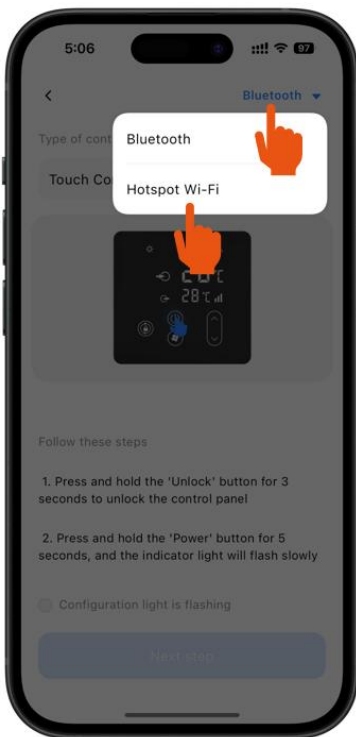 5:06
97
Bluetooth
Type of cont
Bluetooth
Touch Co
Hotspot Wi-Fi
28℃
Follow these steps
1. Press and hold the 'Unlock' button for 3
seconds to unlock the control panel
2. Press and hold the 'Power' button for 5
seconds, and the indicator light will flash slowly
Configuration light is flashing
Next step